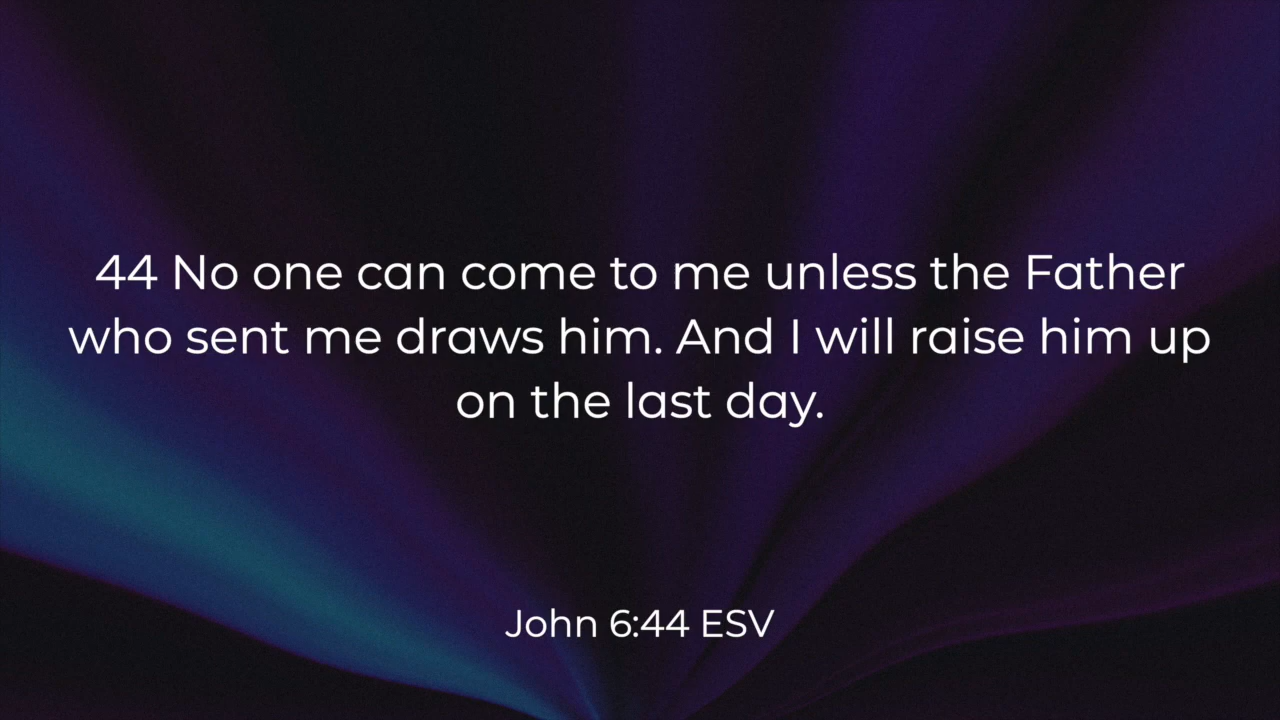 44 No one can come to me unless the Father
who sent me draws him. And I will raise him up
on the last day.
John 6:44 ESV